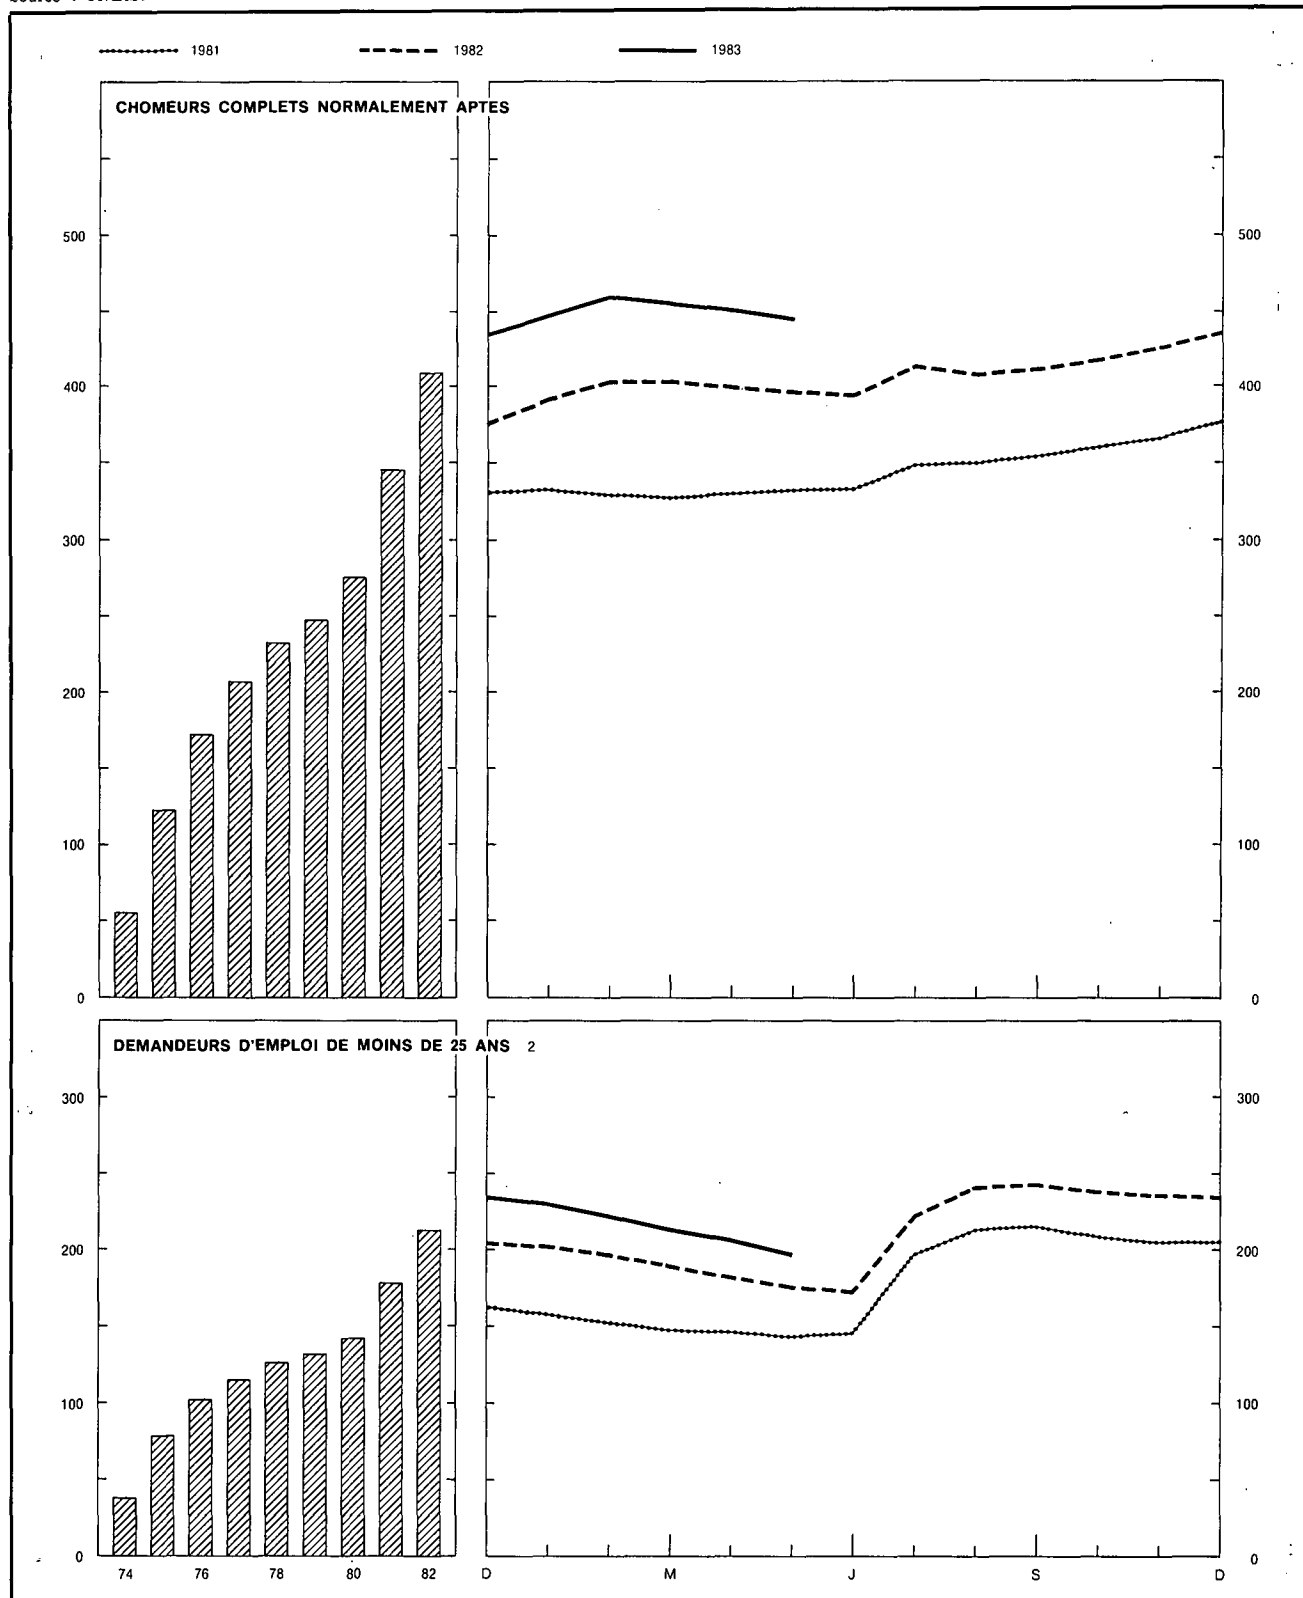 1981 1982 1983
CHOMEURS COMPLETS NORMALEMENT APTES
500 500
400 400
300 300
200 200
100 100
0 0
DEMANDEURS D'EMPLOI DE MOINS DE 25 ANS 2
300 300
200 200
100 100
0 0
74 76 78 80 82 D M J S D